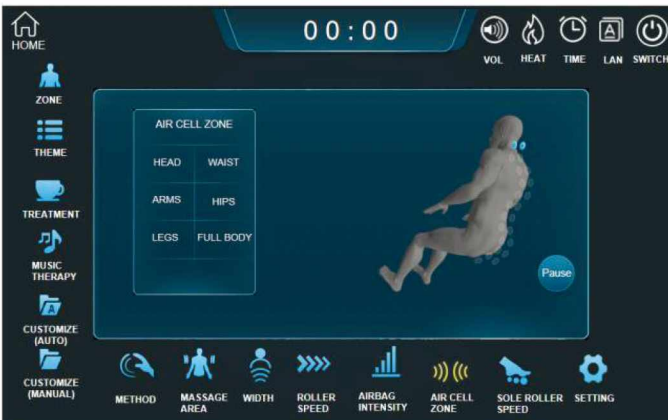 HOME
00:00
VOL HEAT TIME LAN SWITCH
ZONE
THEME
TREATMENT
MUSIC
THERAPY
CUSTOMIZE
(AUTO)
CUSTOMIZE
(MANUAL)
AIR CELL ZONE
HEAD WAIST
ARMS HIPS
LEGS FULL BODY
Pause
METHOD
MASSAGE
AREA
WIDTH
ROLLER
SPEED
AIRBAG
INTENSITY
AIR CELL
ZONE
SOLE ROLLER
SPEED
SETTING
A
A